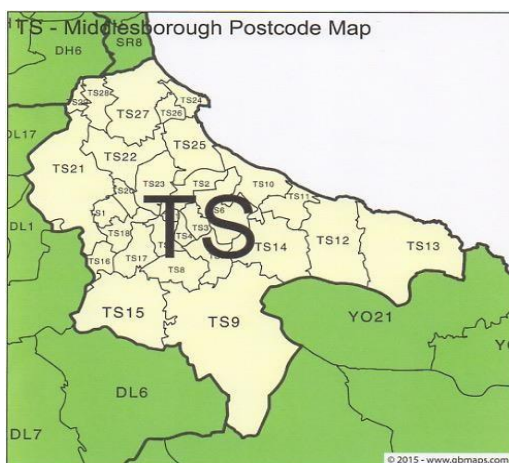 TS - Middlesborough Postcode Map
DH6
SR8
TS28
TS24
TS27
TS26
DL17
TS25
TS22
TS21
TS23
TS2
TS10
TS20
TS11
TS
TS1
TS6
TS18
TS4
TS3
TS14
TS12
TS13
DL1
TS16
TS17
TS8
TS15
TS9
YO21
DL6
DL7
© 2015 - www.gbmaps.com